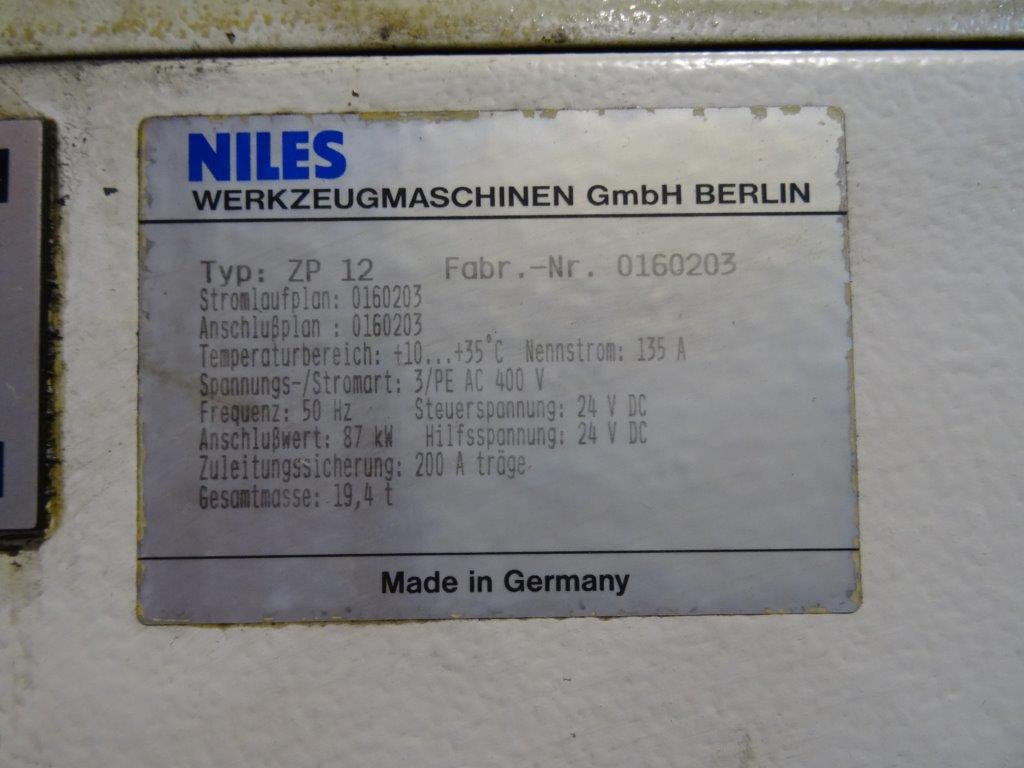 NILES
WERKZEUGMASCHINEN GmbH BERLIN
Typ: ZP 12 Fabr.-Nr. 0160203
Stromlaufplan: 0160203
Anschlußplan : 0160203
Temperaturbereich: +10...+35°C Nennstrom: 135 A
Spannungs-/Stromart: 3/PE AC 400 V
Frequenz: 50 Hz Steuerspannung: 24 V DC
Anschlußwert: 87 kW Hilfsspannung: 24 V DC
Zuleitungssicherung: 200 A träge
Gesamtmasse: 19,4 t
Made in Germany